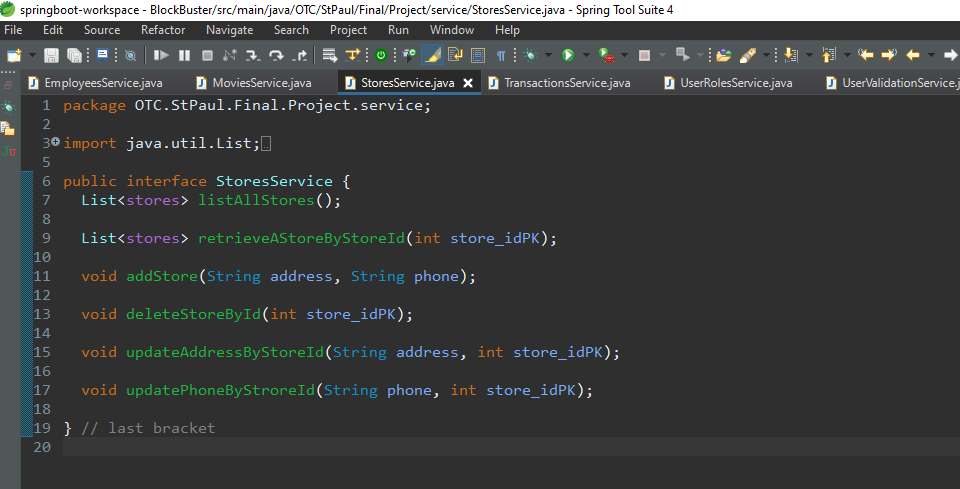 springboot-workspace - BlockBuster/src/main/java/OTC/StPaul/Final/Project/service/StoresService.java - Spring Tool Suite 4
File Edit Source Refactor Navigate Search Project Run Window Help
EmployeesService.java MoviesService.java StoresService.java TransactionsService.java UserRolesService.java UserValidationService.j
1 package OTC.StPaul.Final.Project.service;
2
3 import java.util.List;
5
6 public interface StoresService {
7 List<stores> listAllStores();
8
9 List<stores> retrieveAStoreByStoreId(int store_idPK);
10
11 void addStore(String address, String phone);
12
13 void deleteStoreById(int store_idPK);
14
15 void updateAddressByStoreId(String address, int store_idPK);
16
17 void updatePhoneByStroreId(String phone, int store_idPK);
18
19 } // last bracket
20